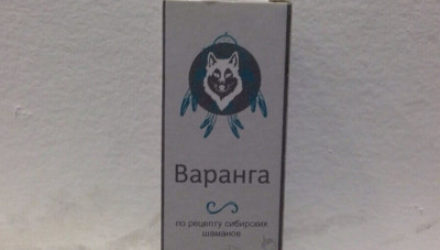 Варанга
по рецепту сибирских
шаманов